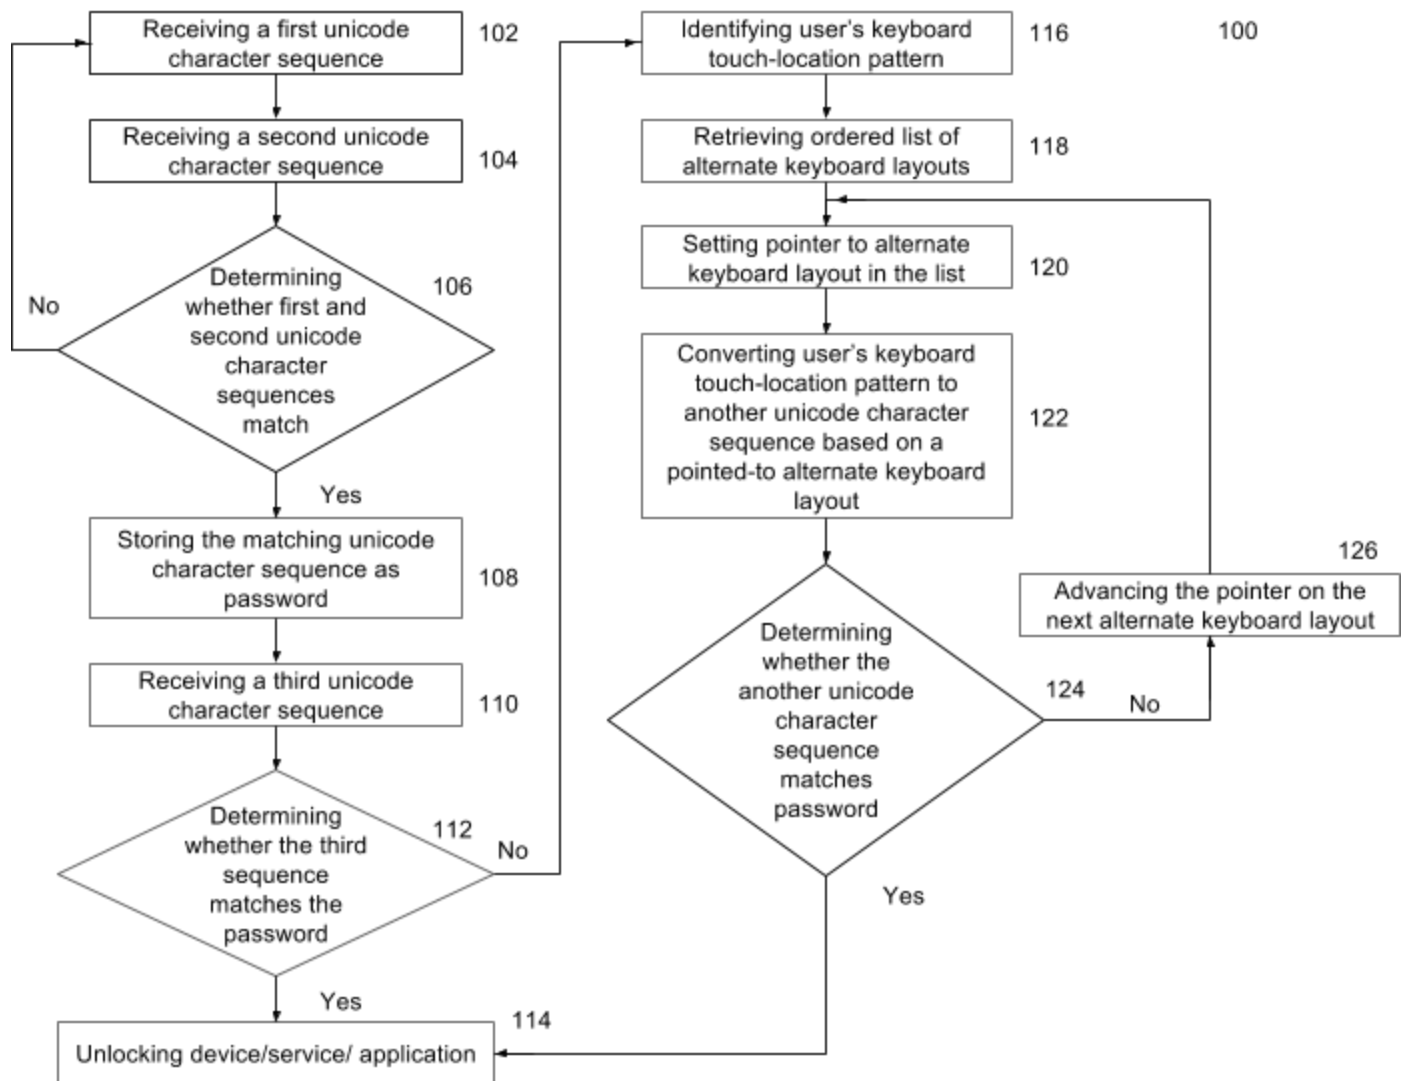 Receiving a first unicode
character sequence
102
Receiving a second unicode
character sequence
104
Determining
whether first and
second unicode
character
sequences
match
106
No
Yes
Storing the matching unicode
character sequence as
password
108
Receiving a third unicode
character sequence
110
Determining
whether the third
sequence
matches the
password
112
No
Yes
Unlocking device/service/ application
114
Identifying user's keyboard
touch-location pattern
116
100
Retrieving ordered list of
alternate keyboard layouts
118
Setting pointer to alternate
keyboard layout in the list
120
Converting user's keyboard
touch-location pattern to
another unicode character
sequence based on a
pointed-to alternate keyboard
layout
122
Determining
whether the
another unicode
character
sequence
matches
password
124
No
Yes
126
Advancing the pointer on the
next alternate keyboard layout